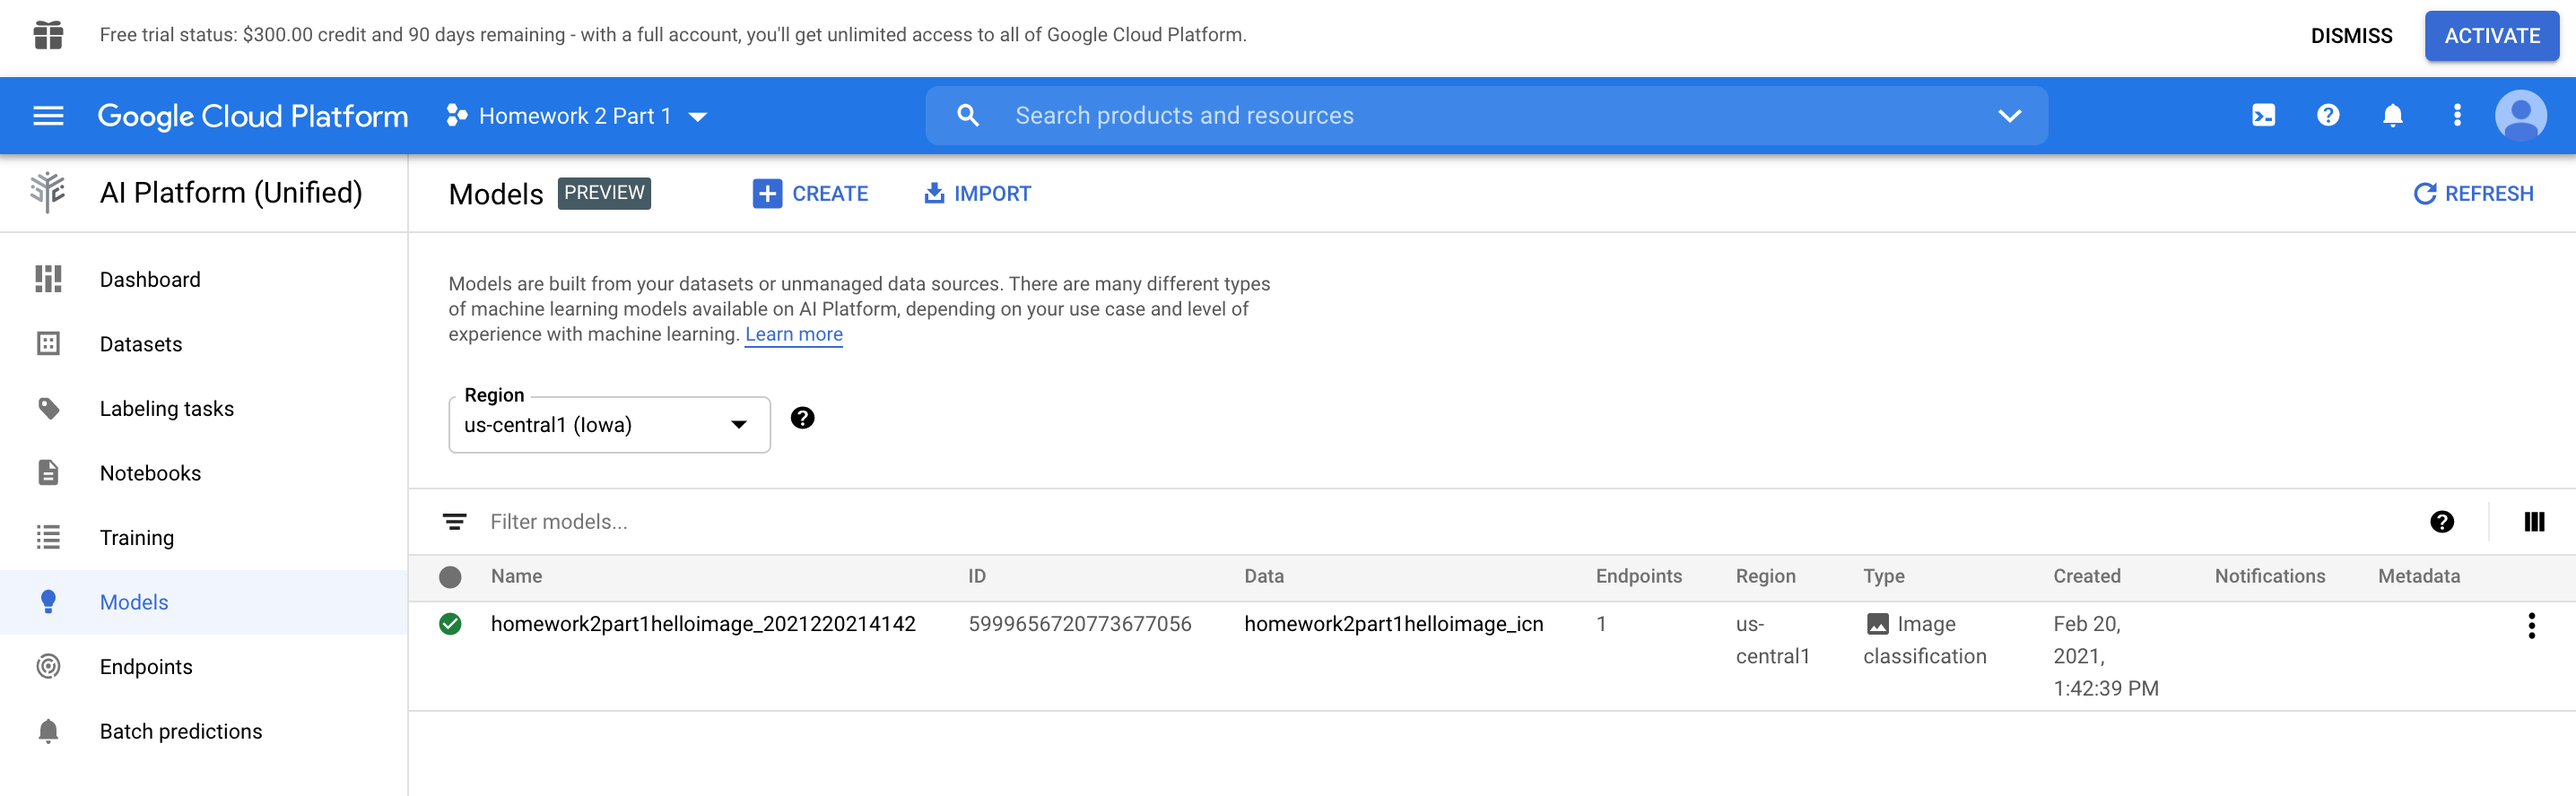 Free trial status: $300.00 credit and 90 days remaining - with a full account, you'll get unlimited access to all of Google Cloud Platform.
DISMISS
ACTIVATE
Google Cloud Platform
Homework 2 Part 1
Search products and resources
AI Platform (Unified)
Models
PREVIEW
CREATE
IMPORT
REFRESH
Dashboard
Datasets
Labeling tasks
Notebooks
Training
Models
Endpoints
Batch predictions
Models are built from your datasets or unmanaged data sources. There are many different types
of machine learning models available on AI Platform, depending on your use case and level of
experience with machine learning. Learn more
Region
us-central1 (Iowa)
Filter models...
Name ID Data Endpoints Region Type Created Notifications Metadata
homework2part1helloimage_2021220214142 5999656720773677056 homework2part1helloimage_icn 1 us- Image Feb 20,
central1 classification 2021,
1:42:39 PM